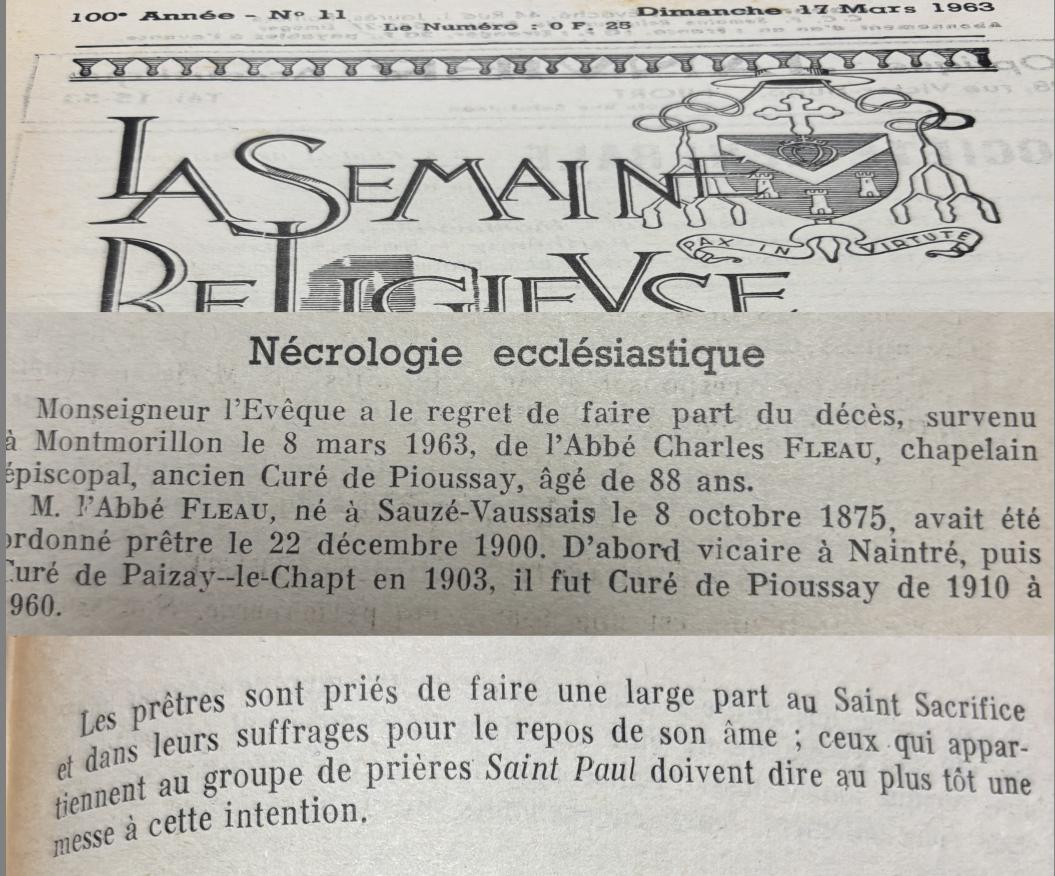 100e Année – N° 11
Dimanche 17 Mars 1963
Le Numéro : 0 F. 25
LA SEMAINE
PAX IN VIRTUTE
RELIGIEVSE
Nécrologie ecclésiastique
Monseigneur l'Evêque a le regret de faire part du décès, survenu
à Montmorillon le 8 mars 1963, de l'Abbé Charles FLEAU, chapelain
épiscopal, ancien Curé de Pioussay, âgé de 88 ans.
M. l'Abbé FLEAU, né à Sauzé-Vaussais le 8 octobre 1875, avait été
ordonné prêtre le 22 décembre 1900. D'abord vicaire à Naintré, puis
Curé de Paizay--le-Chapt en 1903, il fut Curé de Pioussay de 1910 à
960.
Les prêtres sont priés de faire une large part au Saint Sacrifice
et dans leurs suffrages pour le repos de son âme ; ceux qui appar-
tiennent au groupe de prières Saint Paul doivent dire au plus tôt une
messe à cette intention.